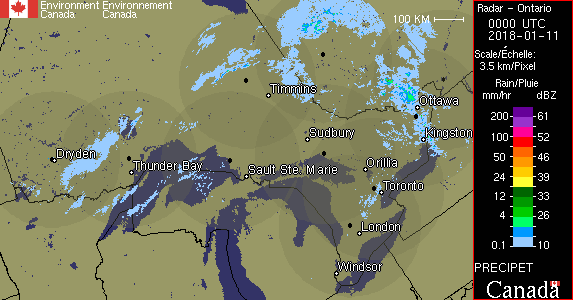 Environment Environnement
Canada Canada
100 KM
Timmins
Ottawa
Sudbury
Kingston
Dryden
Thunder Bay
Sault Ste. Marie
Orillia
Toronto
London
Windsor
Radar - Ontario
0000 UTC
2018-01-11
Scale/Échelle:
3.5 km/Pixel
Rain/Pluie
mm/hr dBZ
200 61
100 52
50 46
24 39
12 33
4 26
0.1 10
PRECIPET
Canada